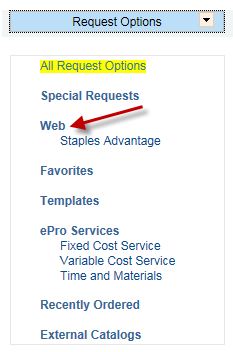 Request Options
All Request Options
Special Requests
Web
Staples Advantage
Favorites
Templates
ePro Services
Fixed Cost Service
Variable Cost Service
Time and Materials
Recently Ordered
External Catalogs